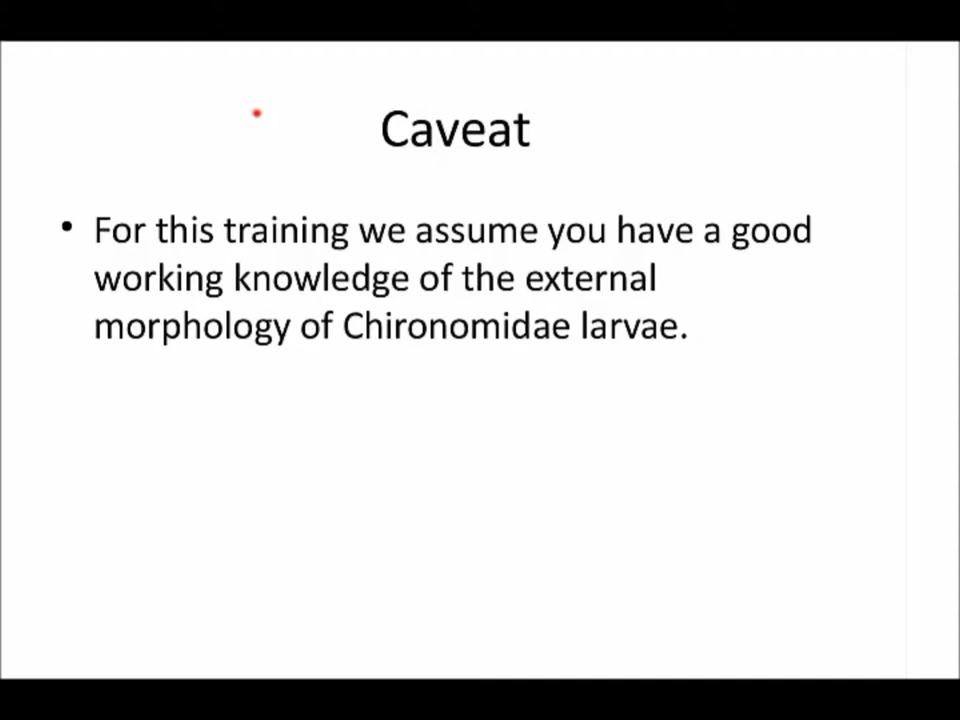 Caveat
• For this training we assume you have a good
working knowledge of the external
morphology of Chironomidae larvae.